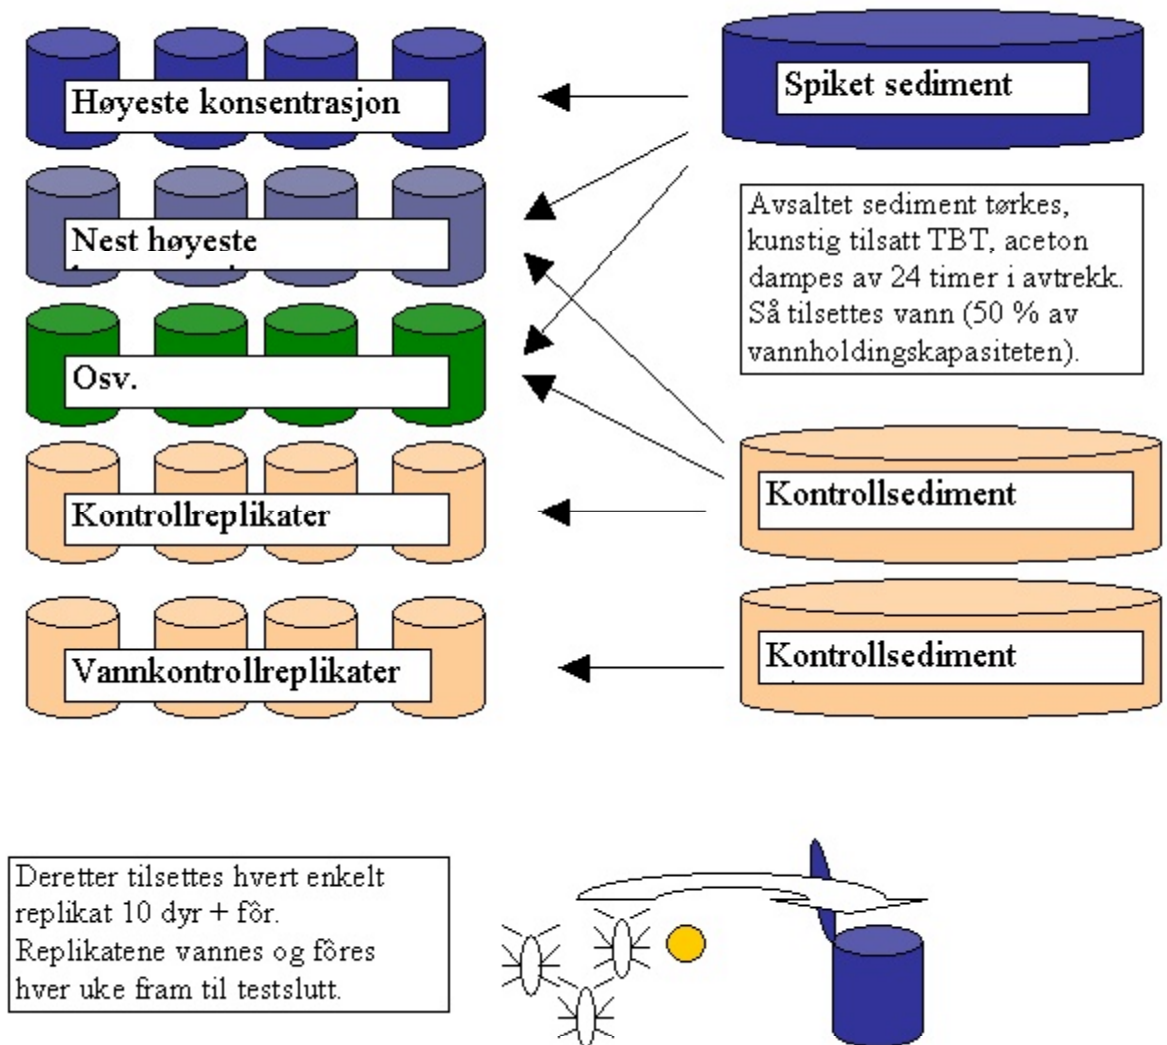 Høyeste konsentrasjon
Spiket sediment
Nest høyeste
Avsaltet sediment tørkes,
kunstig tilsatt TBT, aceton
dampes av 24 timer i avtrekk.
Så tilsettes vann (50 % av
vannholdingskapasiteten).
Osv.
Kontrollreplikater
Kontrollsediment
Vannkontrollreplikater
Kontrollsediment
Deretter tilsettes hvert enkelt
replikat 10 dyr + fôr.
Replikatene vannes og fôres
hver uke fram til testslutt.